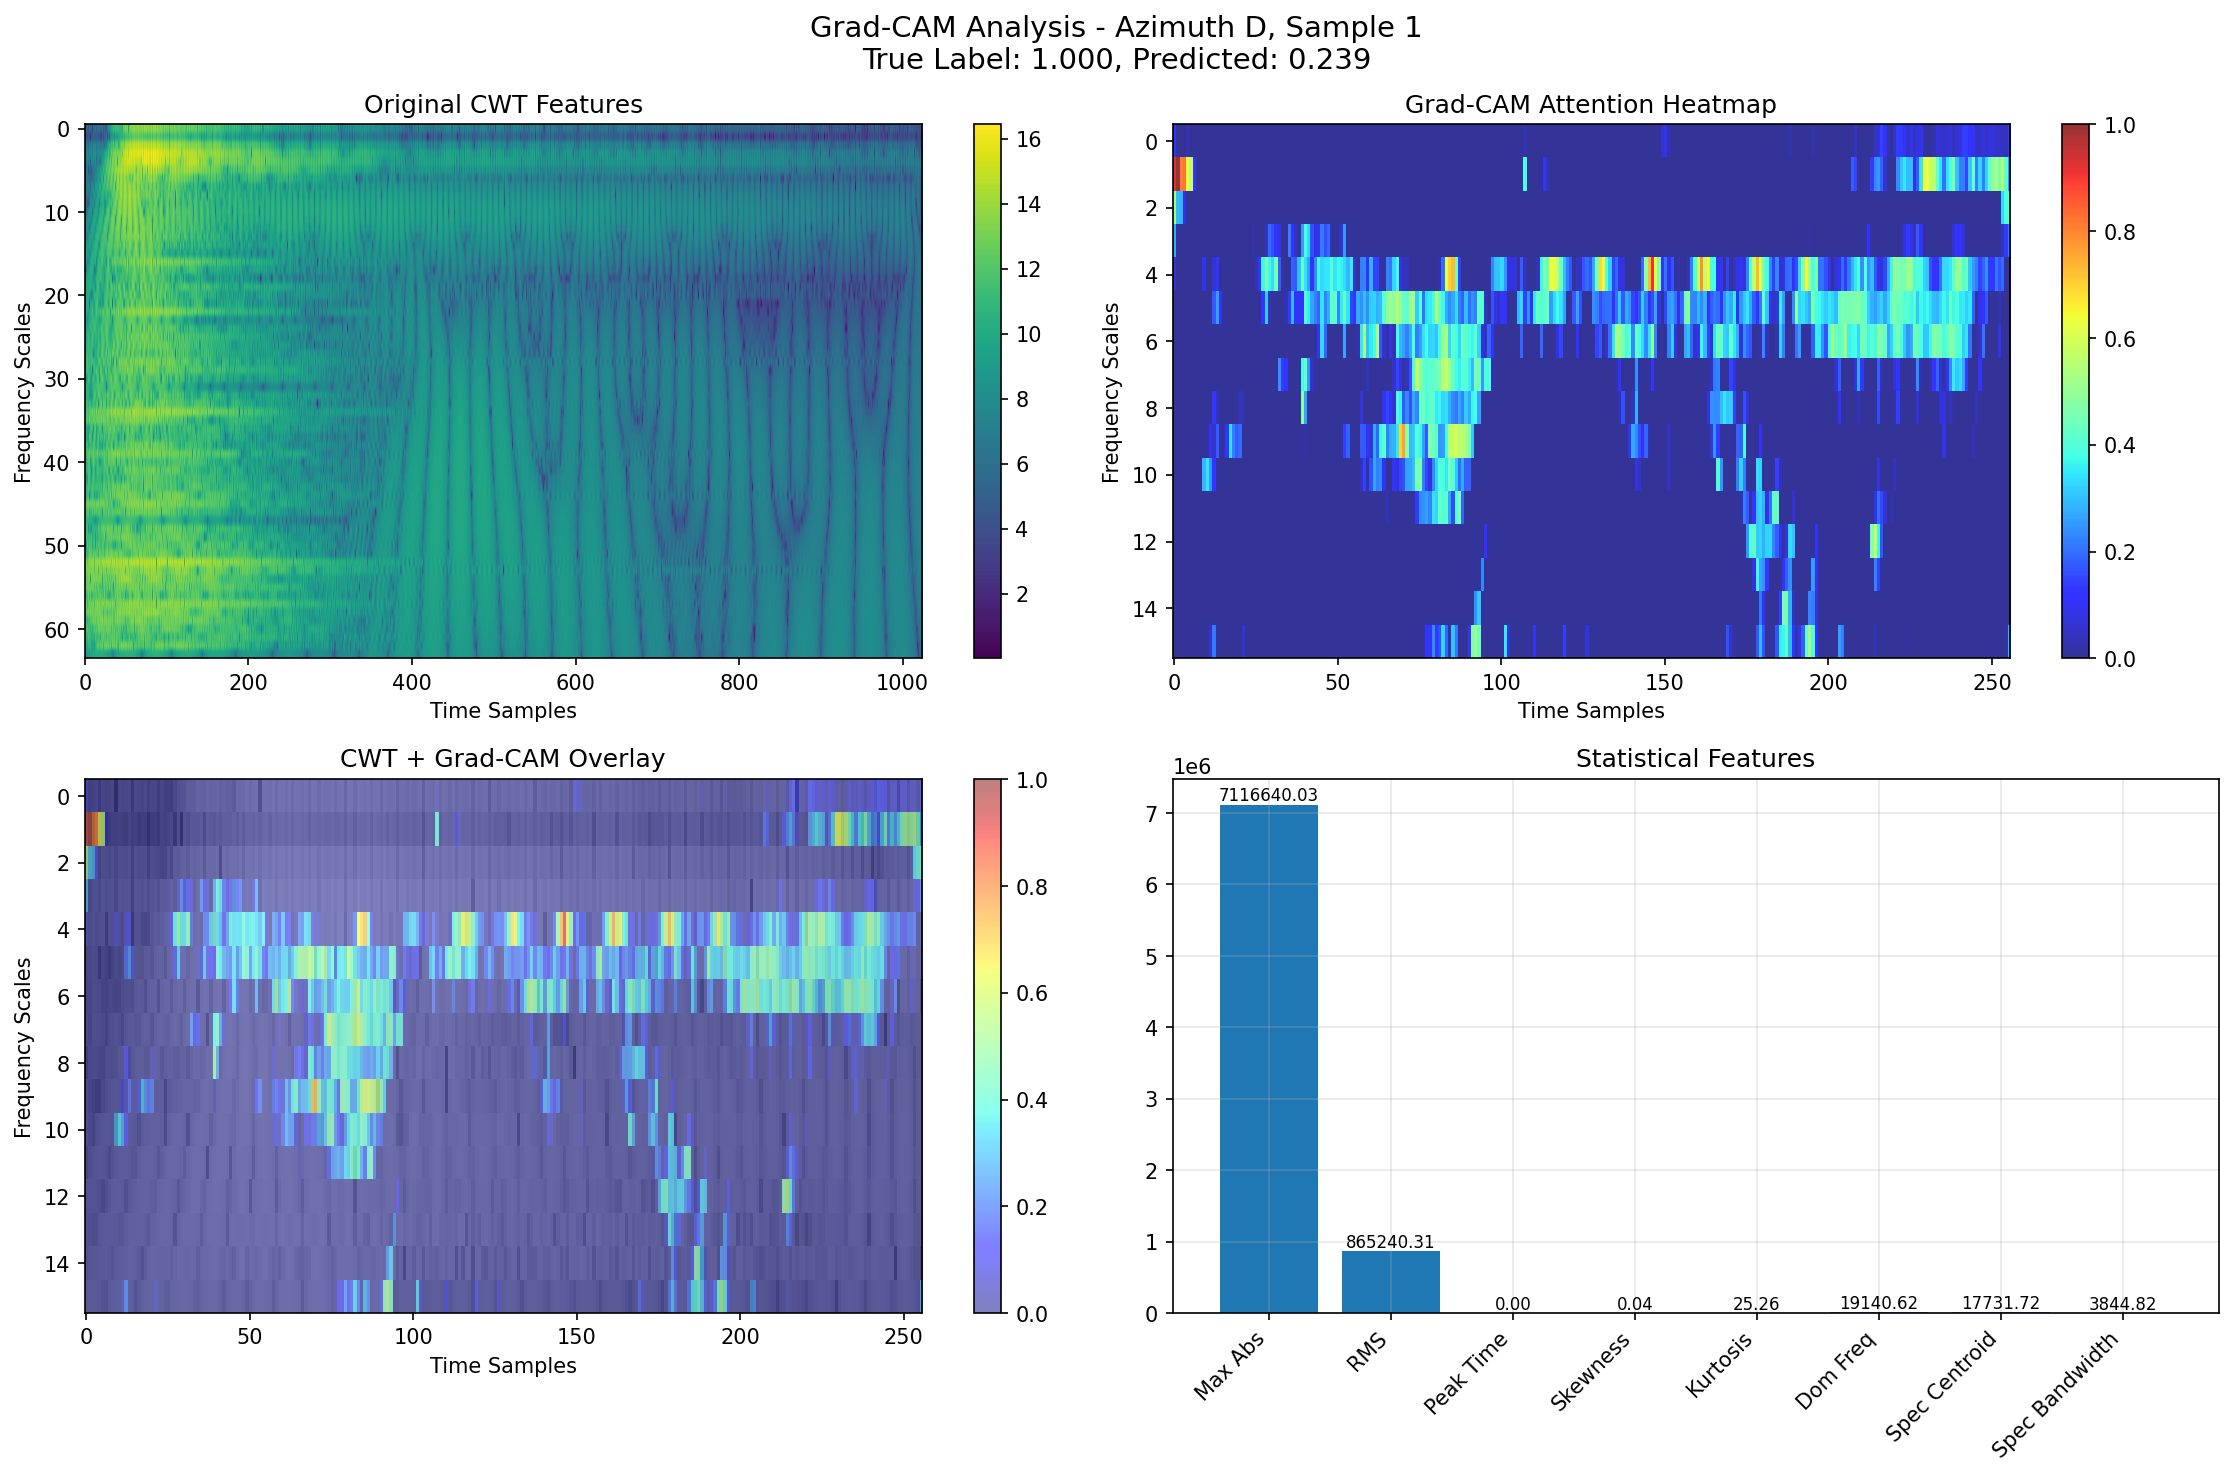 Grad-CAM Analysis - Azimuth D, Sample 1
True Label: 1.000, Predicted: 0.239
Original CWT Features
Frequency Scales
0
10
20
30
40
50
60
0 200 400 600 800 1000
Time Samples
16
14
12
10
8
6
4
2
Grad-CAM Attention Heatmap
Frequency Scales
0
2
4
6
8
10
12
14
0 50 100 150 200 250
Time Samples
1.0
0.8
0.6
0.4
0.2
0.0
CWT + Grad-CAM Overlay
Frequency Scales
0
2
4
6
8
10
12
14
0 50 100 150 200 250
Time Samples
1.0
0.8
0.6
0.4
0.2
0.0
Statistical Features
1e6
7
6
5
4
3
2
1
0
7116640.03
865240.31
0.00
0.04
25.26
19140.62
17731.72
3844.82
Max Abs
RMS
Peak Time
Skewness
Kurtosis
Dom Freq
Spec Centroid
Spec Bandwidth